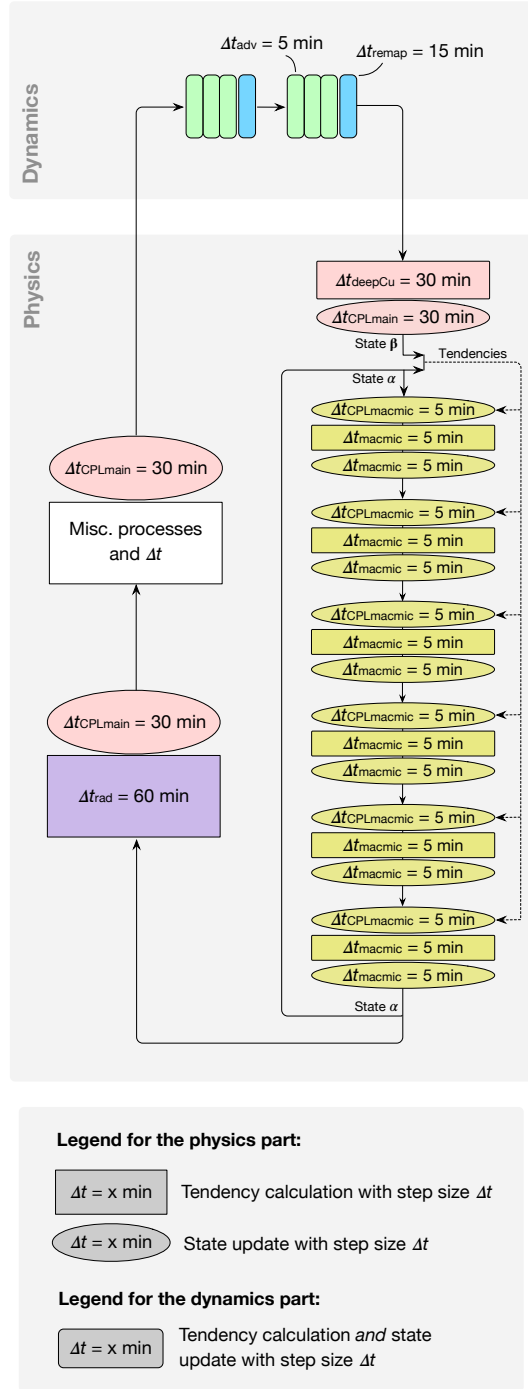 Δtadv = 5 min
Δtremap = 15 min
Dynamics
Physics
ΔtdeepCu = 30 min
ΔtCPLmain = 30 min
State β
Tendencies
State α
ΔtCPLmacmic = 5 min
Δtmacmic = 5 min
Δtmacmic = 5 min
ΔtCPLmacmic = 5 min
Δtmacmic = 5 min
Δtmacmic = 5 min
ΔtCPLmacmic = 5 min
Δtmacmic = 5 min
Δtmacmic = 5 min
ΔtCPLmacmic = 5 min
Δtmacmic = 5 min
Δtmacmic = 5 min
ΔtCPLmacmic = 5 min
Δtmacmic = 5 min
Δtmacmic = 5 min
ΔtCPLmacmic = 5 min
Δtmacmic = 5 min
Δtmacmic = 5 min
State α
ΔtCPLmain = 30 min
Misc. processes
and Δt
ΔtCPLmain = 30 min
Δtrad = 60 min
Legend for the physics part:
Δt = x min
Tendency calculation with step size Δt
Δt = x min
State update with step size Δt
Legend for the dynamics part:
Δt = x min
Tendency calculation and state
update with step size Δt